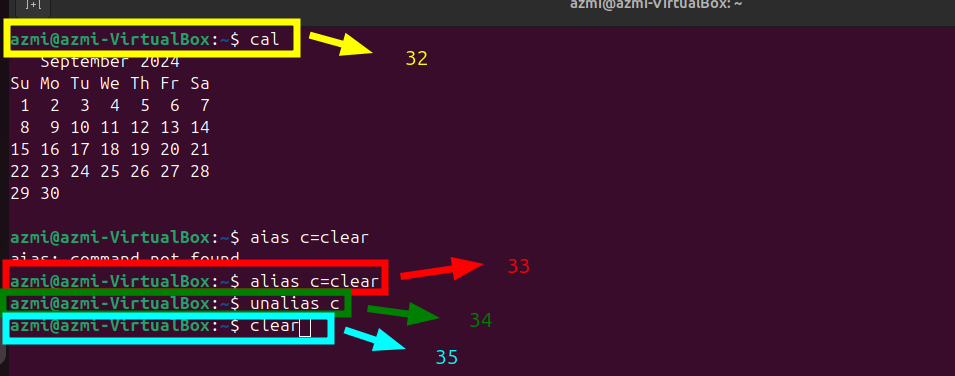 azmi@azmi-VirtualBox: ~
azmi@azmi-VirtualBox:~$ cal
32
September 2024
Su Mo Tu We Th Fr Sa
1 2 3 4 5 6 7
8 9 10 11 12 13 14
15 16 17 18 19 20 21
22 23 24 25 26 27 28
29 30
azmi@azmi-VirtualBox:~$ aias c=clear
aias: command not found
azmi@azmi-VirtualBox:~$ alias c=clear
33
azmi@azmi-VirtualBox:~$ unalias c
34
azmi@azmi-VirtualBox:~$ clear
35